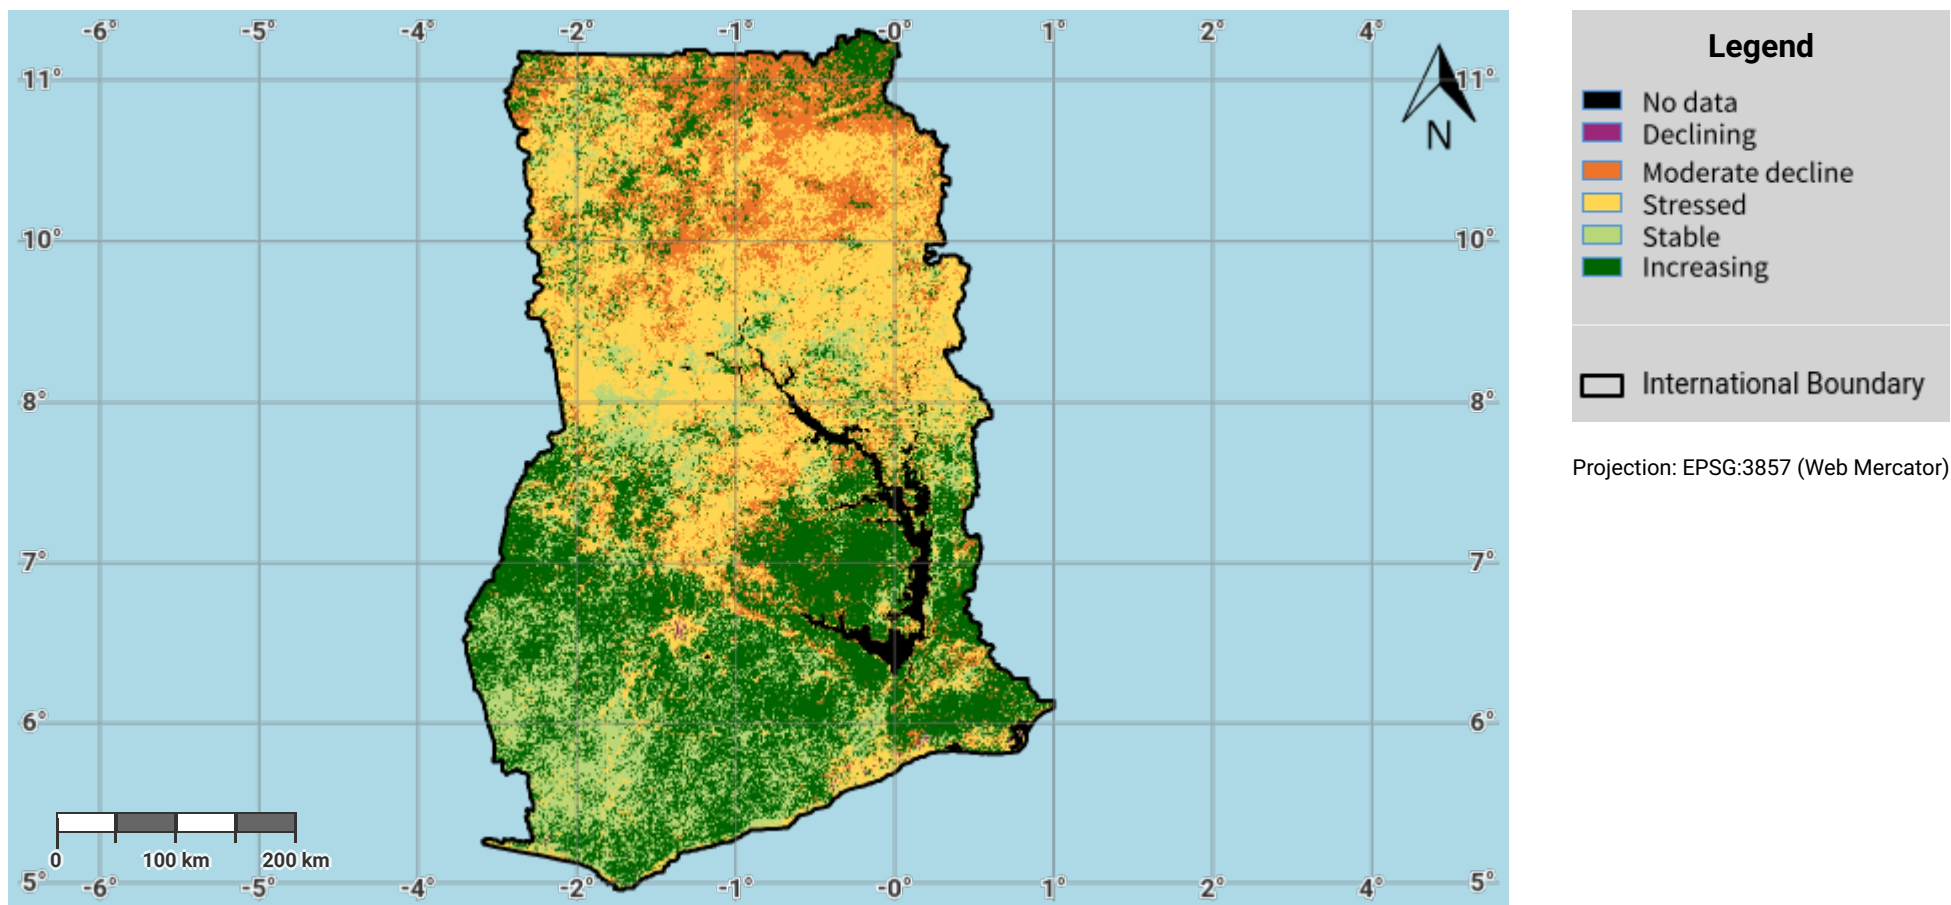 -6° -5° -4° -2° -1° -0° 1° 2° 4°
11° 11°
N
10° 10°
8° 8°
7° 7°
6° 6°
0 100 km 200 km
5° 5°
-6° -5° -4° -2° -1° -0° 1° 2° 4°
Legend
No data
Declining
Moderate decline
Stressed
Stable
Increasing
International Boundary
Projection: EPSG:3857 (Web Mercator)